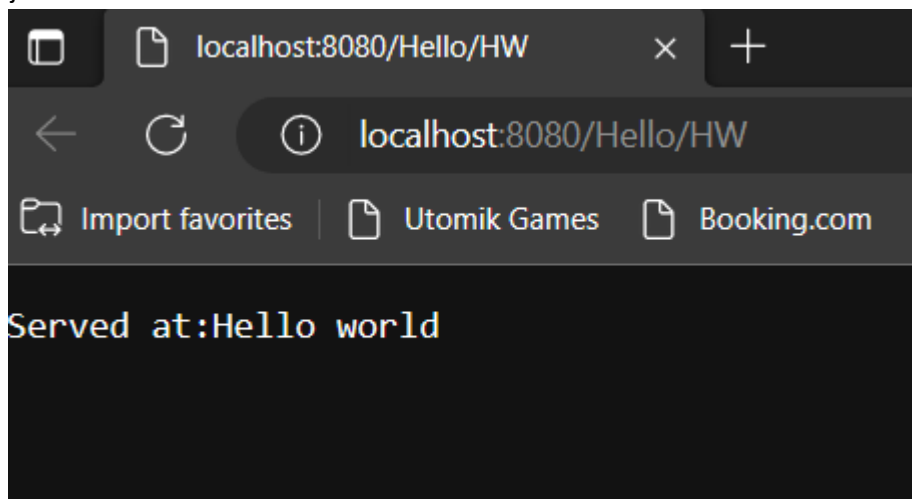 localhost:8080/Hello/HW
localhost:8080/Hello/HW
Import favorites Utomik Games Booking.com
Served at:Hello world